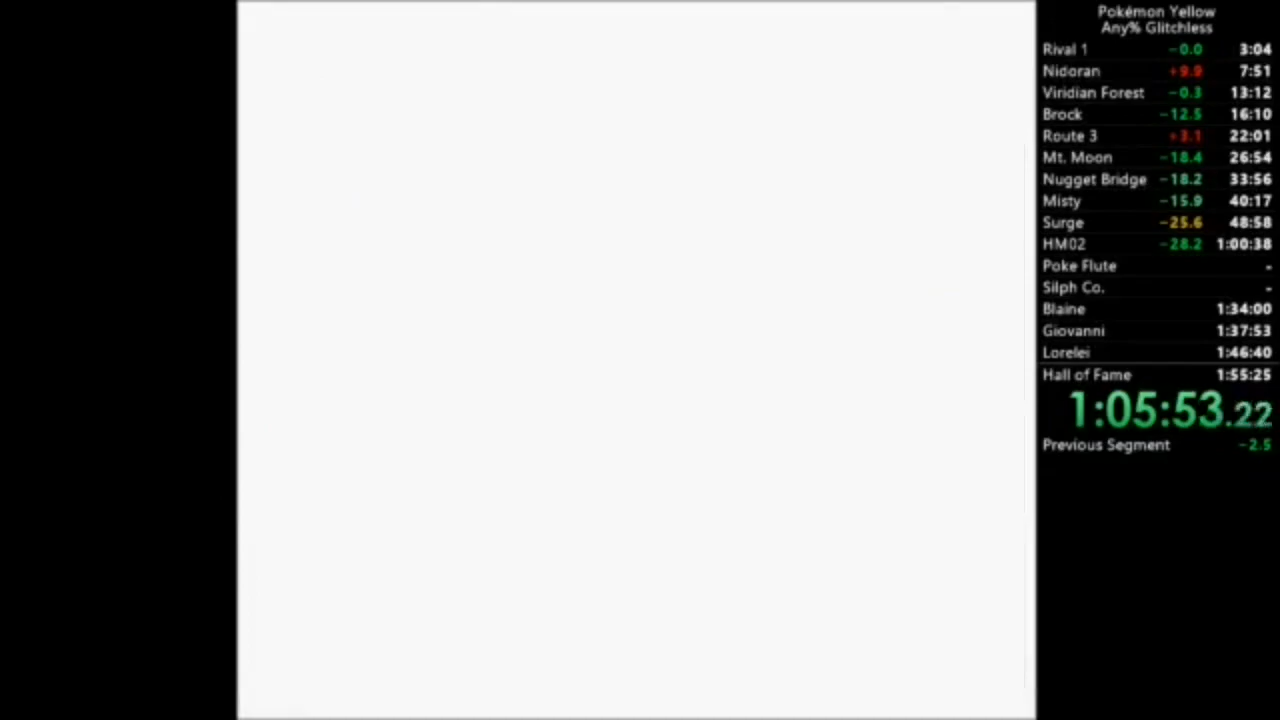 Pokémon Yellow
Any% Glitchless
Rival 1 -0.0 3:04
Nidoran +9.9 7:51
Viridian Forest -0.3 13:12
Brock -12.5 16:10
Route 3 +3.1 22:01
Mt. Moon -18.4 26:54
Nugget Bridge -18.2 33:56
Misty -15.9 40:17
Surge -25.6 48:58
HM02 -28.2 1:00:38
Poke Flute -
Silph Co. -
Blaine 1:34:00
Giovanni 1:37:53
Lorelei 1:46:40
Hall of Fame 1:55:25
1:05:53.22
Previous Segment -2.5